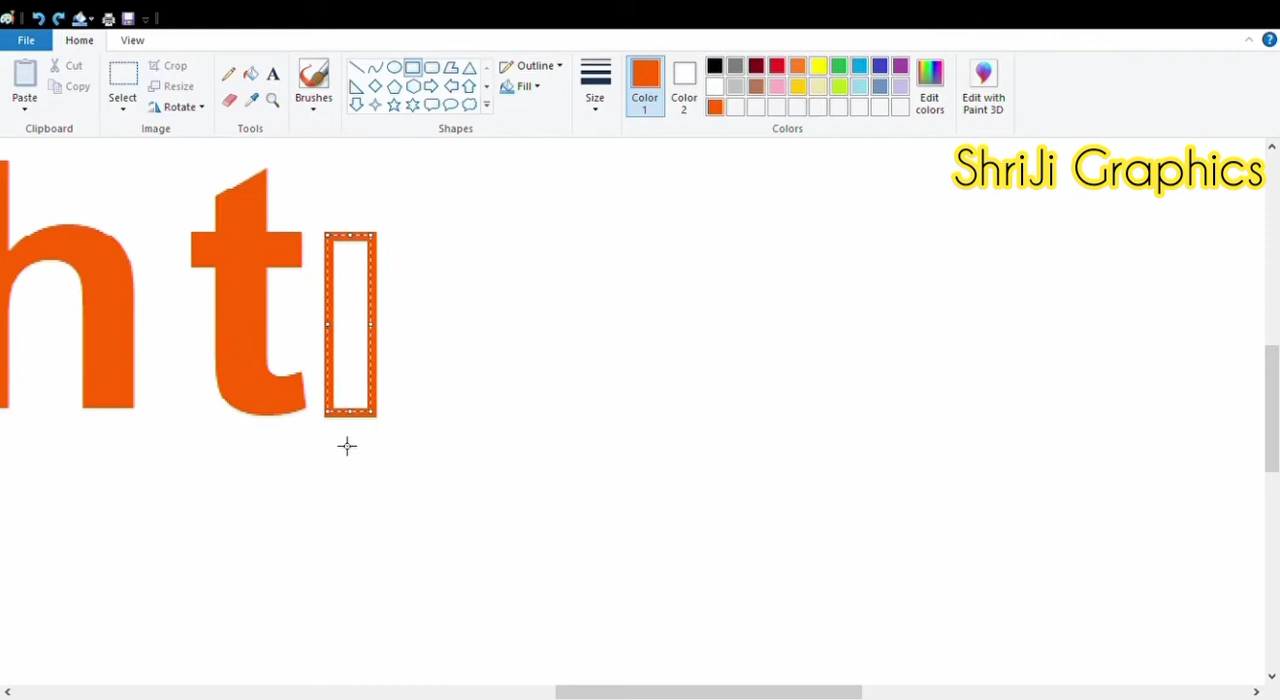 File Home View
Cut
Crop
Outline
Copy
Resize
Fill
Paste
Select
Rotate
Brushes
Size
Color 1
Color 2
Edit colors
Edit with Paint 3D
Clipboard
Image
Tools
Shapes
Colors
A
?
ShriJi Graphics
ht